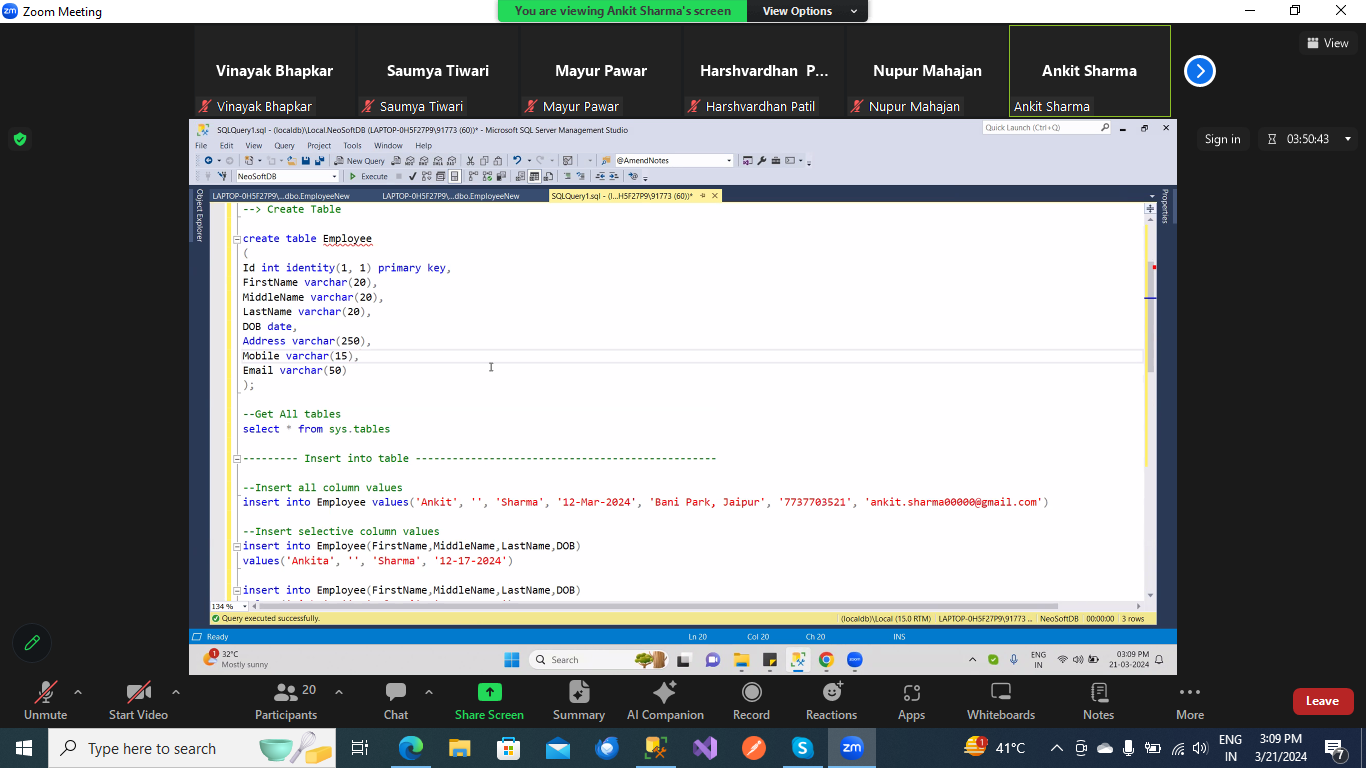 Zoom Meeting
You are viewing Ankit Sharma's screen View Options
View
Vinayak Bhapkar Saumya Tiwari Mayur Pawar Harshvardhan P... Nupur Mahajan Ankit Sharma
Vinayak Bhapkar Saumya Tiwari Mayur Pawar Harshvardhan Patil Nupur Mahajan Ankit Sharma
Sign in 03:50:43
SQLQuery1.sql - (localdb)\Local.NeoSoftDB (LAPTOP-0H5F27P9\91773 (60))* - Microsoft SQL Server Management Studio
Quick Launch (Ctrl+Q)
File Edit View Query Project Tools Window Help
New Query @AmendNotes
NeoSoftDB Execute
Object Explorer
Properties
LAPTOP-0H5F27P9\...dbo.EmployeeNew LAPTOP-0H5F27P9\...dbo.EmployeeNew SQLQuery1.sql - (l...H5F27P9\91773 (60))*
--> Create Table
create table Employee
(
Id int identity(1, 1) primary key,
FirstName varchar(20),
MiddleName varchar(20),
LastName varchar(20),
DOB date,
Address varchar(250),
Mobile varchar(15),
Email varchar(50)
);
--Get All tables
select * from sys.tables
--------- Insert into table -----------------------------------------------
--Insert all column values
insert into Employee values('Ankit', '', 'Sharma', '12-Mar-2024', 'Bani Park, Jaipur', '7737703521', 'ankit.sharma00000@gmail.com')
--Insert selective column values
insert into Employee(FirstName,MiddleName,LastName,DOB)
values('Ankita', '', 'Sharma', '12-17-2024')
insert into Employee(FirstName,MiddleName,LastName,DOB)
134 %
Query executed successfully. (localdb)\Local (15.0 RTM) LAPTOP-0H5F27P9\91773 ... NeoSoftDB 00:00:00 3 rows
Ready Ln 20 Col 20 Ch 20 INS
1 32°C
Mostly sunny
Search
ENG
IN
03:09 PM
21-03-2024
20
Unmute Start Video Participants Chat Share Screen Summary AI Companion Record Reactions Apps Whiteboards Notes More Leave
Type here to search
zm
1 41°C
ENG
IN
3:09 PM
3/21/2024
7